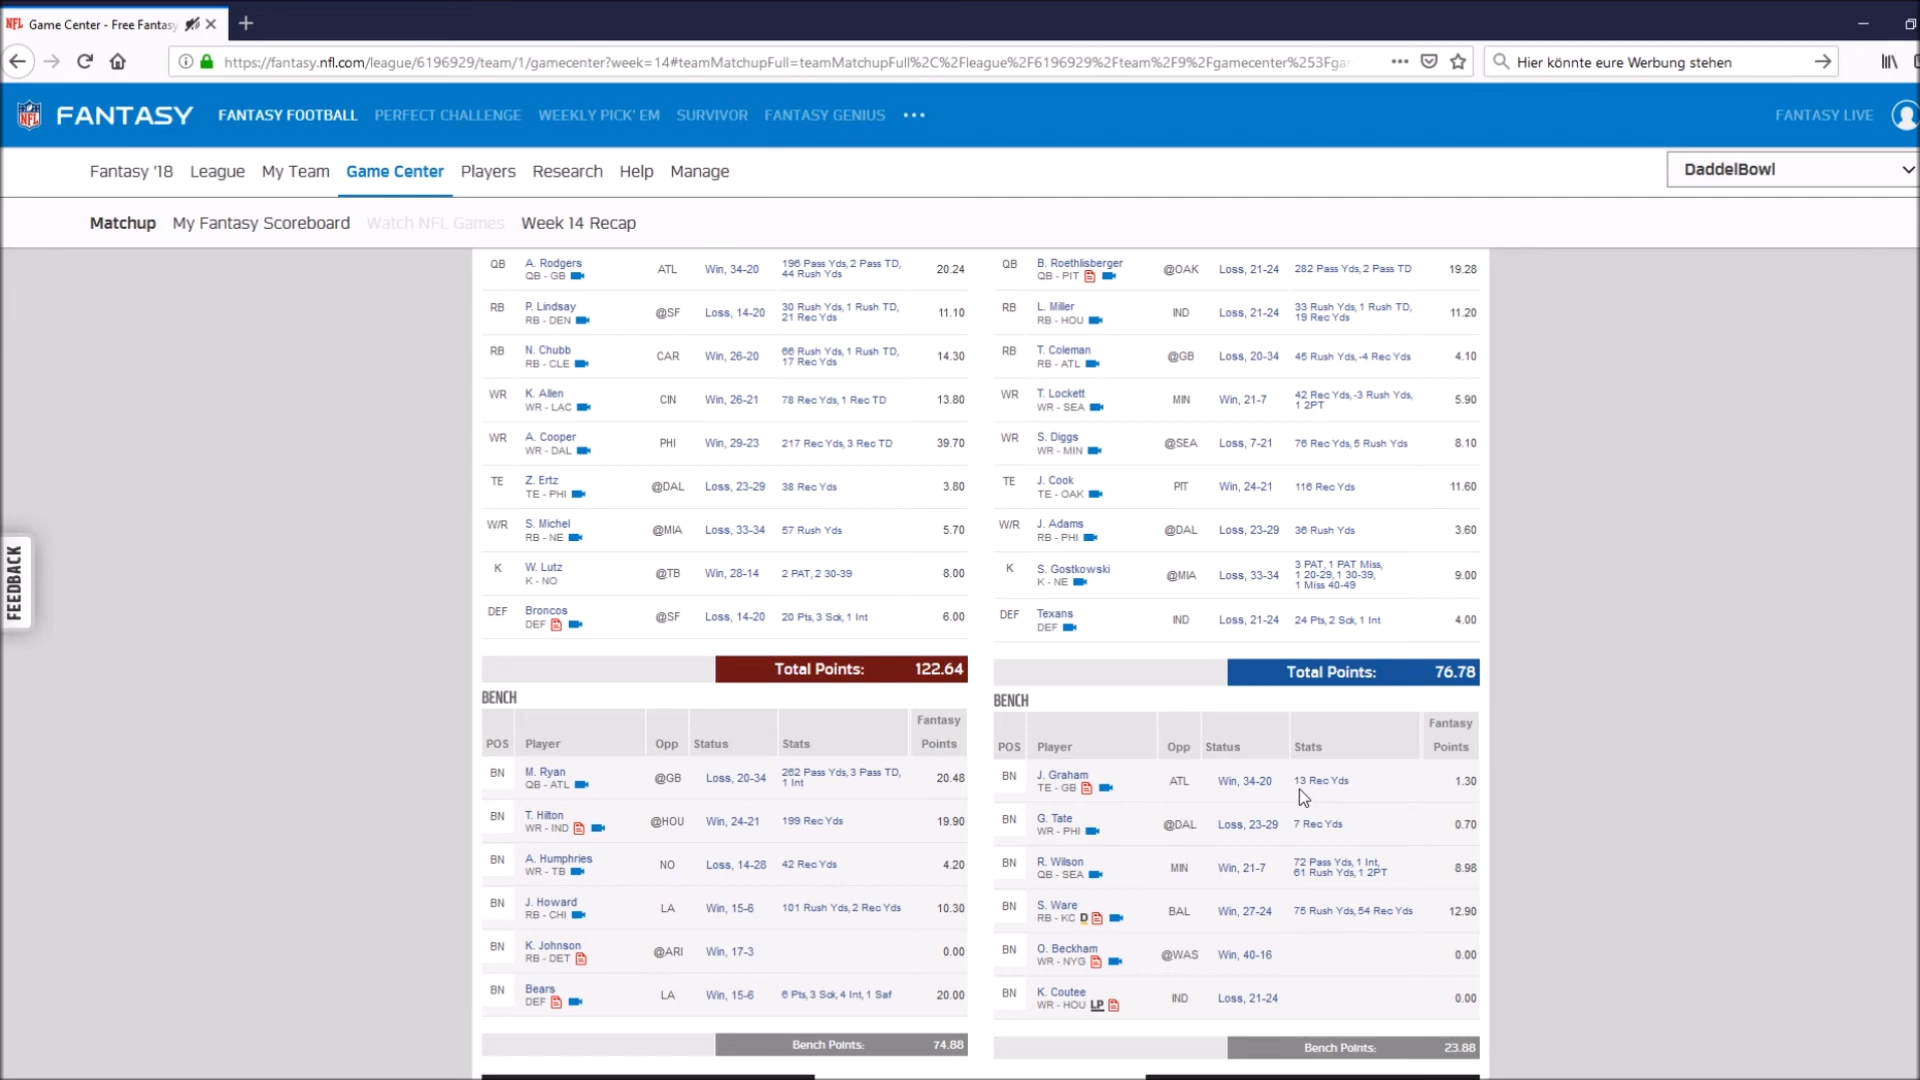 NFL Game Center - Free Fantasy
https://fantasy.nfl.com/league/6196929/team/1/gamecenter?week=14#teamMatchupFull=teamMatchupFull%2C%2Fleague%2F6196929%2Fteam%2F9%2Fgamecenter%253Fga
Hier könnte eure Werbung stehen
NFL FANTASY FANTASY FOOTBALL PERFECT CHALLENGE WEEKLY PICK' EM SURVIVOR FANTASY GENIUS ••• FANTASY LIVE
Fantasy '18 League My Team Game Center Players Research Help Manage DaddelBowl
Matchup My Fantasy Scoreboard Watch NFL Games Week 14 Recap
FEEDBACK
QB A. Rodgers ATL Win, 34-20 196 Pass Yds, 2 Pass TD, 20.24
QB - GB 44 Rush Yds
RB P. Lindsay @SF Loss, 14-20 30 Rush Yds, 1 Rush TD, 11.10
RB - DEN 21 Rec Yds
RB N. Chubb CAR Win, 26-20 66 Rush Yds, 1 Rush TD, 14.30
RB - CLE 17 Rec Yds
WR K. Allen CIN Win, 26-21 78 Rec Yds, 1 Rec TD 13.80
WR - LAC
WR A. Cooper PHI Win, 29-23 217 Rec Yds, 3 Rec TD 39.70
WR - DAL
TE Z. Ertz @DAL Loss, 23-29 38 Rec Yds 3.80
TE - PHI
W/R S. Michel @MIA Loss, 33-34 57 Rush Yds 5.70
RB - NE
K W. Lutz @TB Win, 28-14 2 PAT, 2 30-39 8.00
K - NO
DEF Broncos @SF Loss, 14-20 20 Pts, 3 Sck, 1 Int 6.00
DEF
Total Points: 122.64
BENCH
POS Player Opp Status Stats Fantasy Points
BN M. Ryan @GB Loss, 20-34 262 Pass Yds, 3 Pass TD, 20.48
QB - ATL 1 Int
BN T. Hilton @HOU Win, 24-21 199 Rec Yds 19.90
WR - IND
BN A. Humphries NO Loss, 14-28 42 Rec Yds 4.20
WR - TB
BN J. Howard LA Win, 15-6 101 Rush Yds, 2 Rec Yds 10.30
RB - CHI
BN K. Johnson @ARI Win, 17-3 0.00
RB - DET
BN Bears LA Win, 15-6 6 Pts, 3 Sck, 4 Int, 1 Saf 20.00
DEF
Bench Points: 74.88
QB B. Roethlisberger @OAK Loss, 21-24 282 Pass Yds, 2 Pass TD 19.28
QB - PIT
RB L. Miller IND Loss, 21-24 33 Rush Yds, 1 Rush TD, 11.20
RB - HOU 19 Rec Yds
RB T. Coleman @GB Loss, 20-34 45 Rush Yds, -4 Rec Yds 4.10
RB - ATL
WR T. Lockett MIN Win, 21-7 42 Rec Yds, -3 Rush Yds, 5.90
WR - SEA 1 2PT
WR S. Diggs @SEA Loss, 7-21 76 Rec Yds, 5 Rush Yds 8.10
WR - MIN
TE J. Cook PIT Win, 24-21 116 Rec Yds 11.60
TE - OAK
W/R J. Adams @DAL Loss, 23-29 36 Rush Yds 3.60
RB - PHI
K S. Gostkowski @MIA Loss, 33-34 3 PAT, 1 PAT Miss, 9.00
K - NE 1 20-29, 1 30-39,
1 Miss 40-49
DEF Texans IND Loss, 21-24 24 Pts, 2 Sck, 1 Int 4.00
DEF
Total Points: 76.78
BENCH
POS Player Opp Status Stats Fantasy Points
BN J. Graham ATL Win, 34-20 13 Rec Yds 1.30
TE - GB
BN G. Tate @DAL Loss, 23-29 7 Rec Yds 0.70
WR - PHI
BN R. Wilson MIN Win, 21-7 72 Pass Yds, 1 Int, 8.98
QB - SEA 61 Rush Yds, 1 2PT
BN S. Ware BAL Win, 27-24 75 Rush Yds, 54 Rec Yds 12.90
RB - KC D
BN O. Beckham @WAS Win, 40-16 0.00
WR - NYG
BN K. Coutee IND Loss, 21-24 0.00
WR - HOU LP
Bench Points: 23.88